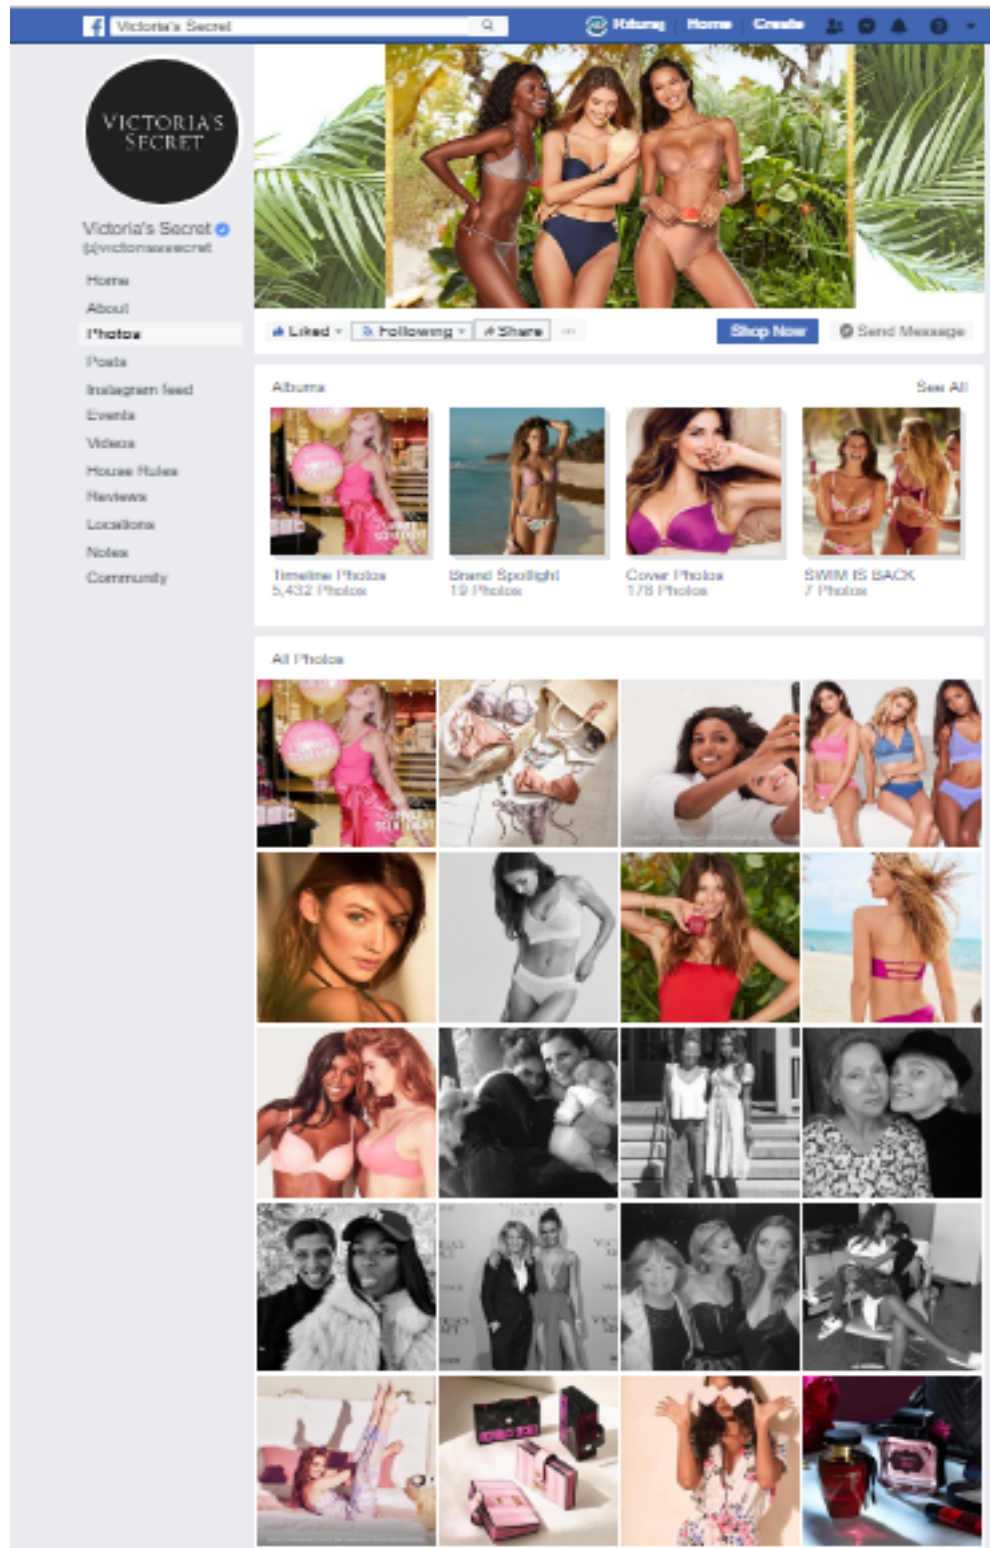 Victoria's Secret
Home
Create
VICTORIA'S
SECRET
Victoria's Secret
@victoriassecret
Home
About
Photos
Posts
Instagram feed
Events
Videos
House Rules
Reviews
Locations
Notes
Community
Liked
Following
Share
Shop Now
Send Message
Albums
See All
Timeline Photos
5,432 Photos
Brand Spotlight
19 Photos
Cover Photos
178 Photos
SWIM IS BACK
7 Photos
All Photos